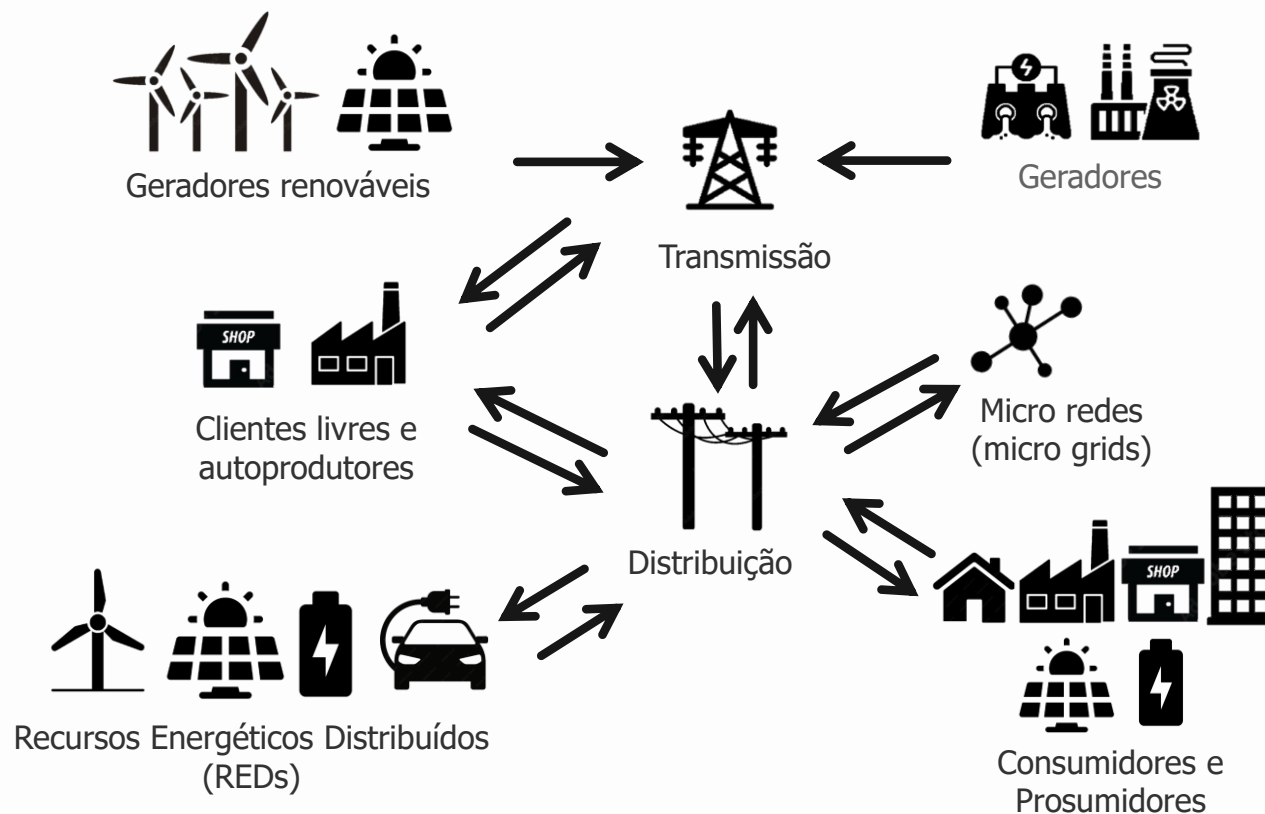 Geradores renováveis
Geradores
Transmissão
SHOP
Clientes livres e
autoprodutores
Micro redes
(micro grids)
Distribuição
SHOP
Recursos Energéticos Distribuídos
(REDs)
Consumidores e
Prosumidores